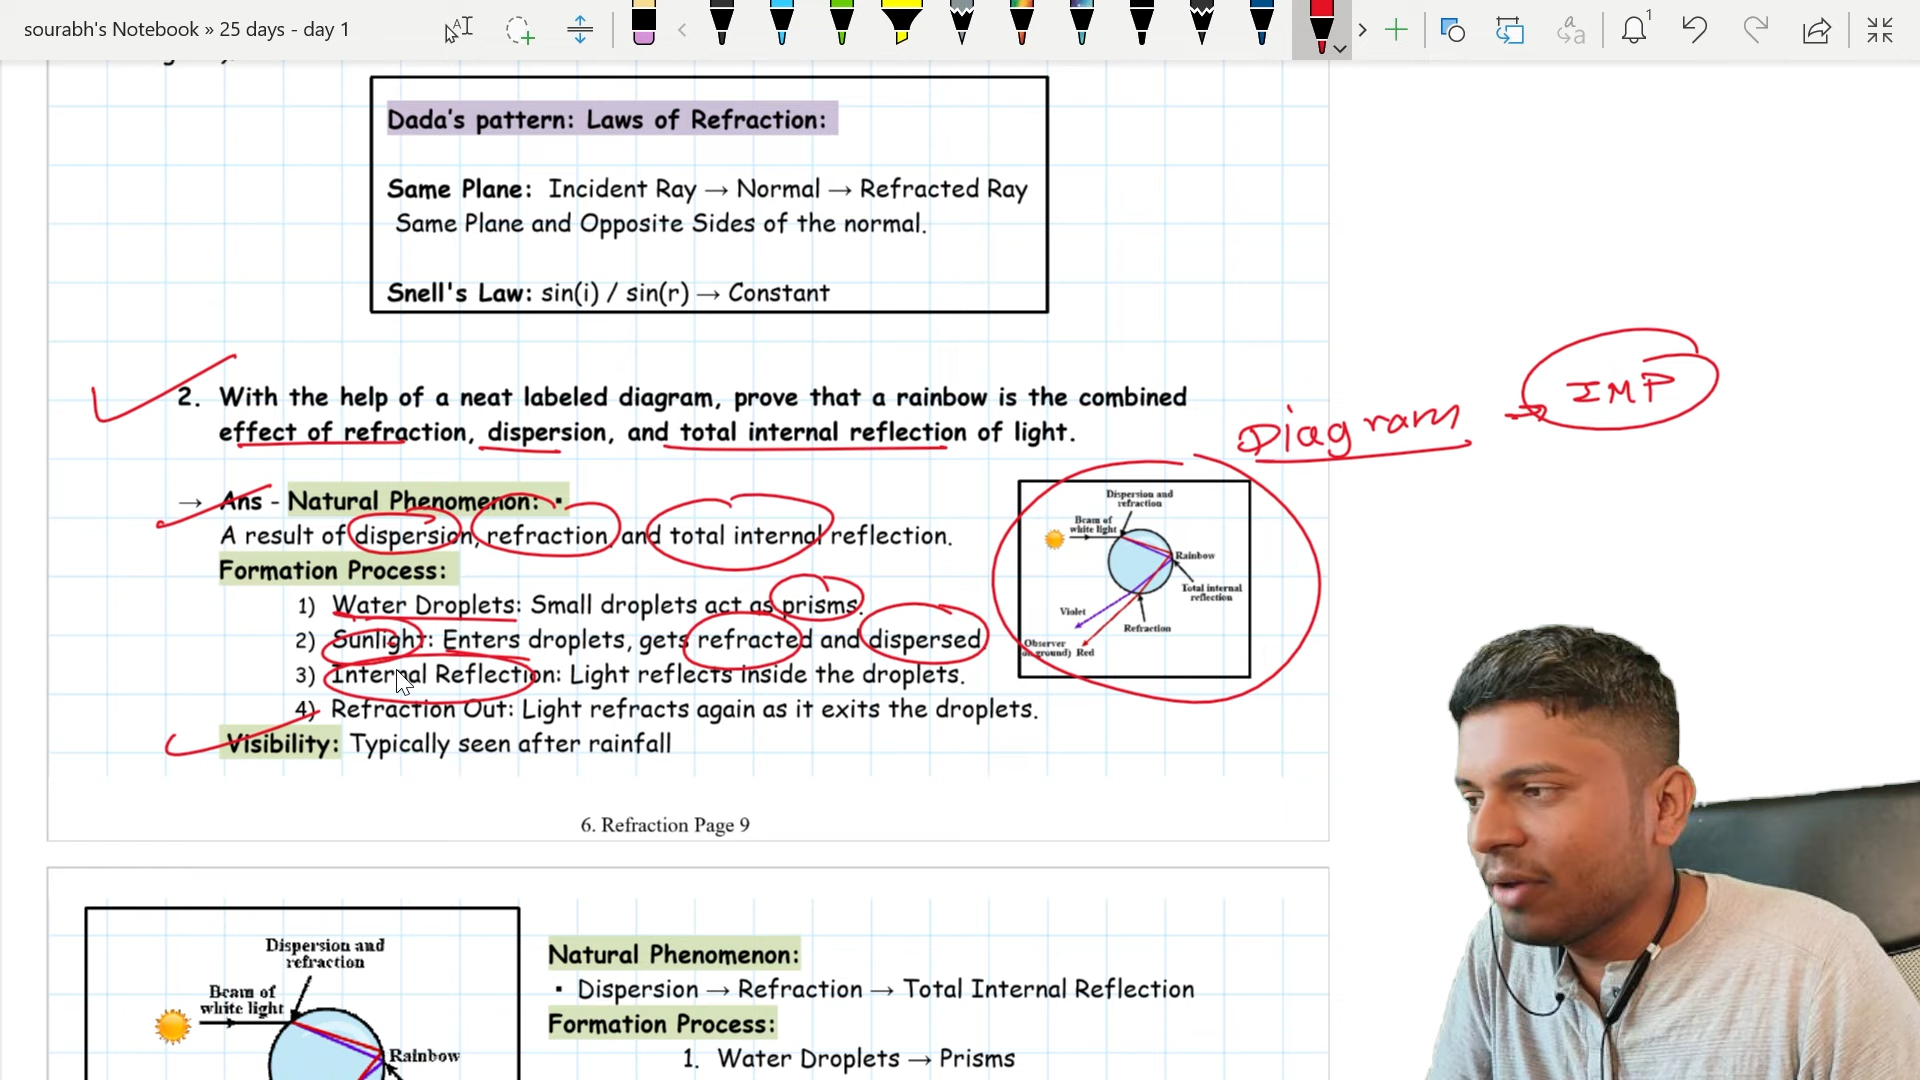 sourabh's Notebook » 25 days - day 1
Dada's pattern: Laws of Refraction:
Same Plane: Incident Ray → Normal → Refracted Ray
Same Plane and Opposite Sides of the normal.
Snell's Law: sin(i) / sin(r) → Constant
2. With the help of a neat labeled diagram, prove that a rainbow is the combined
effect of refraction, dispersion, and total internal reflection of light.
Diagram → IMP
→ Ans - Natural Phenomenon: ▪
A result of dispersion, refraction, and total internal reflection.
Formation Process:
1) Water Droplets: Small droplets act as prisms.
2) Sunlight: Enters droplets, gets refracted and dispersed.
3) Internal Reflection: Light reflects inside the droplets.
4) Refraction Out: Light refracts again as it exits the droplets.
Visibility: Typically seen after rainfall
Dispersion and
refraction
Beam of
white light
Rainbow
Total internal
reflection
Violet
Refraction
Observer
ground) Red
6. Refraction Page 9
Dispersion and
refraction
Beam of
white light
Rainbow
Natural Phenomenon:
▪ Dispersion → Refraction → Total Internal Reflection
Formation Process:
1. Water Droplets → Prisms